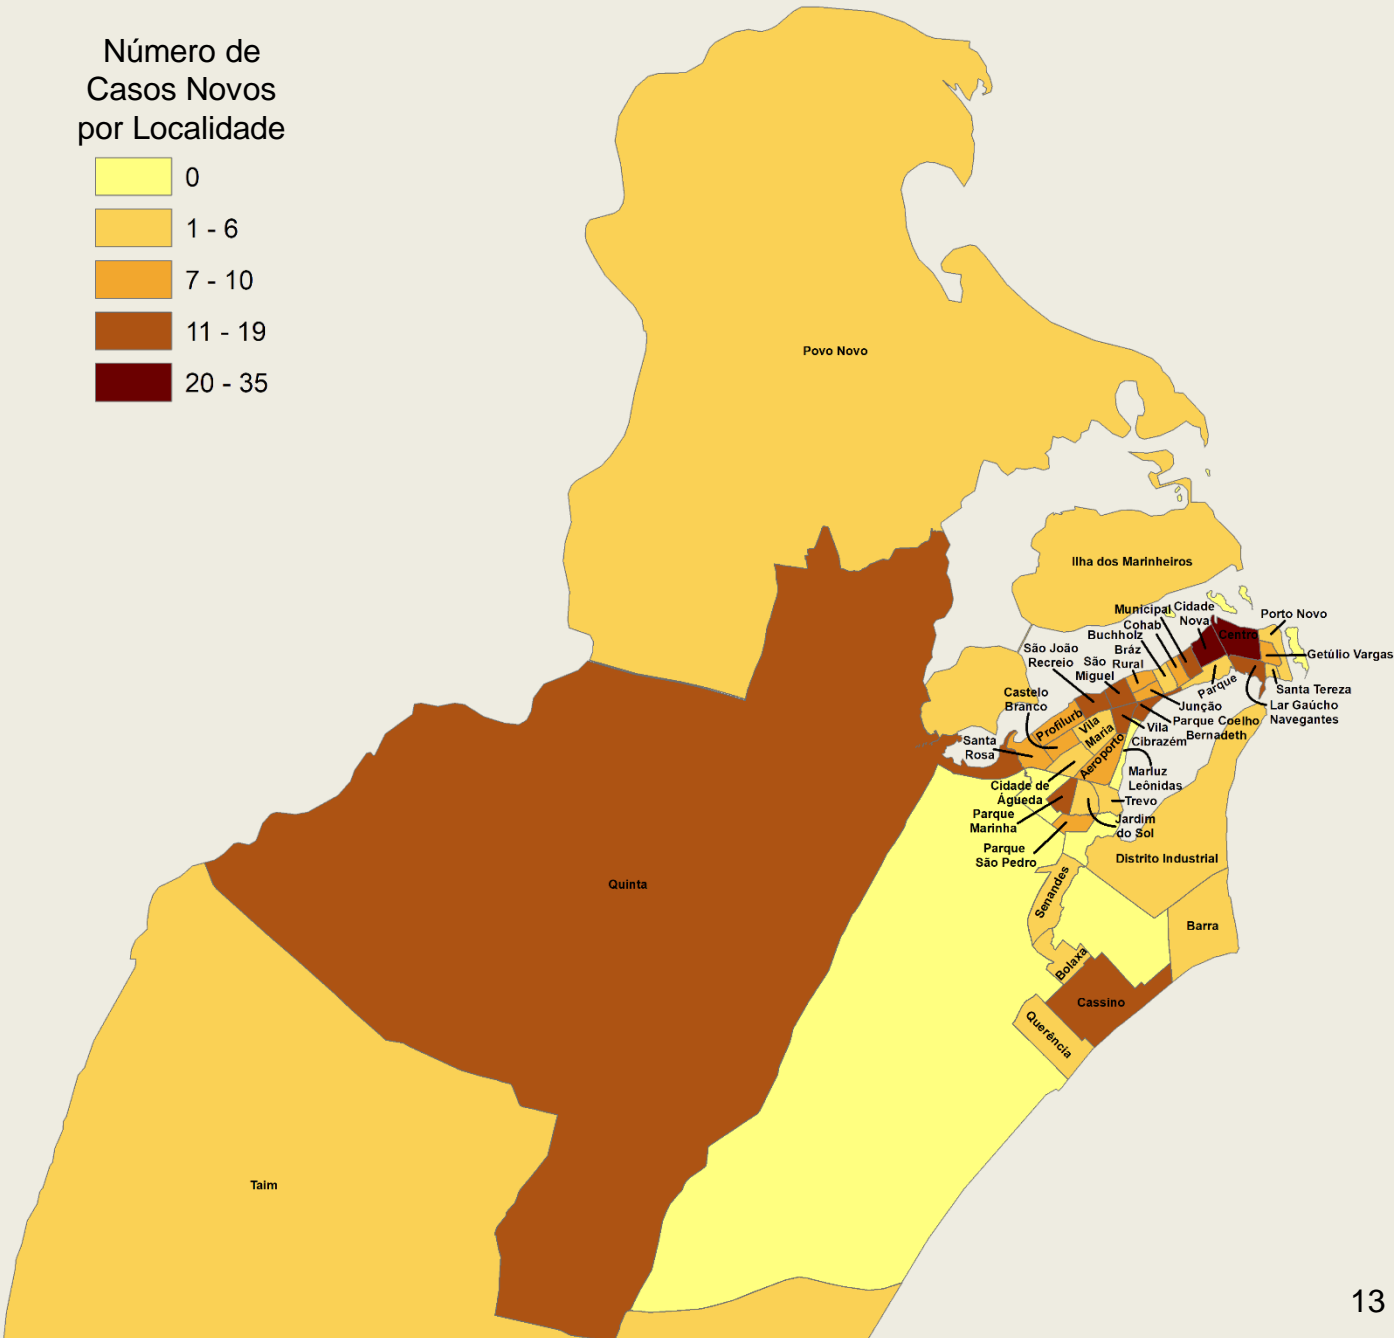 Número de
Casos Novos
por Localidade
0
1 - 6
7 - 10
11 - 19
20 - 35
Povo Novo
Ilha dos Marinheiros
Municipal
Cidade
Nova
Cohab
Buchholz
Bráz
Rural
Centro
Porto Novo
Getúlio Vargas
São João
Recreio
São
Miguel
Castelo
Branco
Profilurb
Vila
Maria
Aeroporto
Parque
Santa Tereza
Lar Gaúcho
Navegantes
Junção
Parque Coelho
Bernadeth
Vila
Cibrazém
Santa
Rosa
Marluz
Leônidas
Cidade de
Águeda
Trevo
Parque
Marinha
Jardim
do Sol
Parque
São Pedro
Distrito Industrial
Quinta
Senandes
Barra
Bolaxa
Cassino
Querência
Taim
13